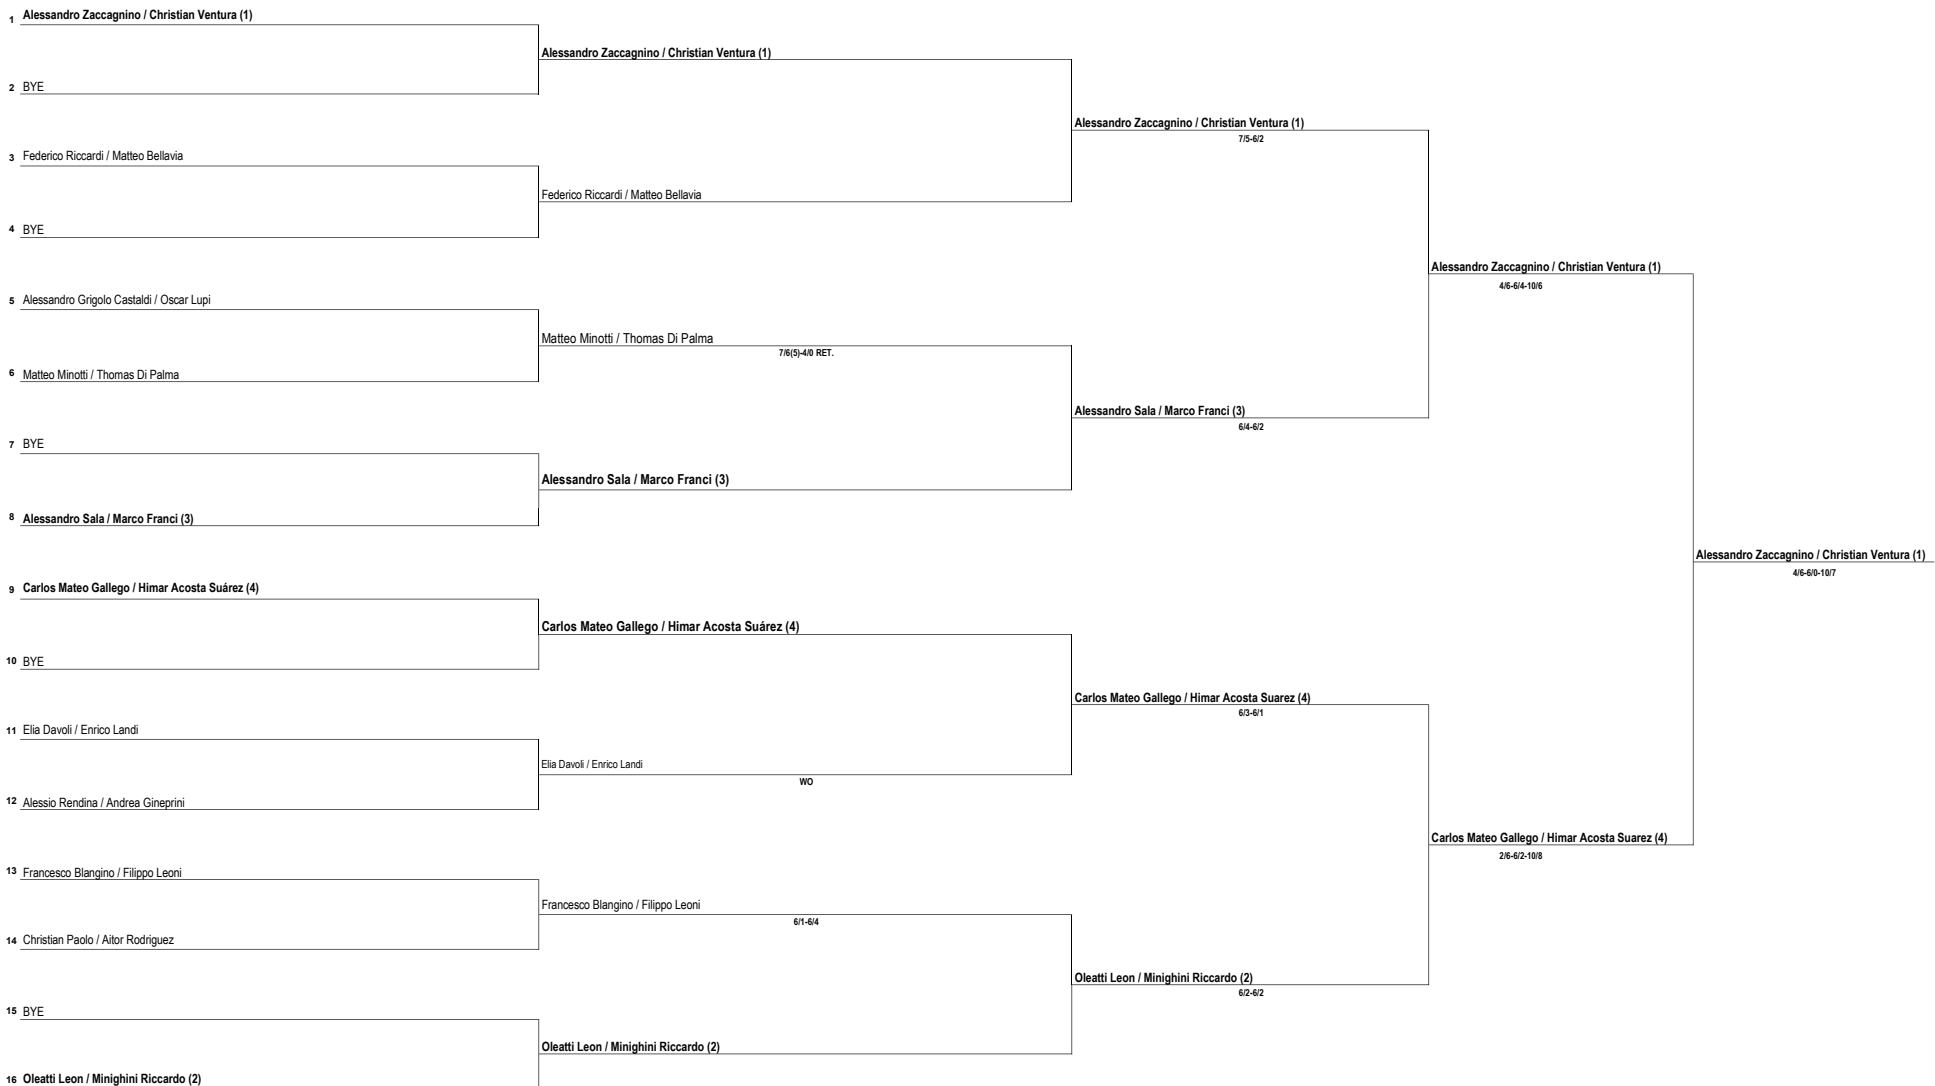 1 Alessandro Zaccagnino / Christian Ventura (1)
Alessandro Zaccagnino / Christian Ventura (1)
2 BYE
Alessandro Zaccagnino / Christian Ventura (1)
7/5-6/2
3 Federico Riccardi / Matteo Bellavia
Federico Riccardi / Matteo Bellavia
4 BYE
Alessandro Zaccagnino / Christian Ventura (1)
4/6-6/4-10/6
5 Alessandro Grigolo Castaldi / Oscar Lupi
Matteo Minotti / Thomas Di Palma
7/6(5)-4/0 RET.
6 Matteo Minotti / Thomas Di Palma
Alessandro Sala / Marco Franci (3)
6/4-6/2
7 BYE
Alessandro Sala / Marco Franci (3)
8 Alessandro Sala / Marco Franci (3)
Alessandro Zaccagnino / Christian Ventura (1)
4/6-6/0-10/7
9 Carlos Mateo Gallego / Himar Acosta Suárez (4)
Carlos Mateo Gallego / Himar Acosta Suárez (4)
10 BYE
Carlos Mateo Gallego / Himar Acosta Suarez (4)
6/3-6/1
11 Elia Davoli / Enrico Landi
Elia Davoli / Enrico Landi
WO
12 Alessio Rendina / Andrea Gineprini
Carlos Mateo Gallego / Himar Acosta Suarez (4)
2/6-6/2-10/8
13 Francesco Blangino / Filippo Leoni
Francesco Blangino / Filippo Leoni
6/1-6/4
14 Christian Paolo / Aitor Rodriguez
Oleatti Leon / Minighini Riccardo (2)
6/2-6/2
15 BYE
Oleatti Leon / Minighini Riccardo (2)
16 Oleatti Leon / Minighini Riccardo (2)